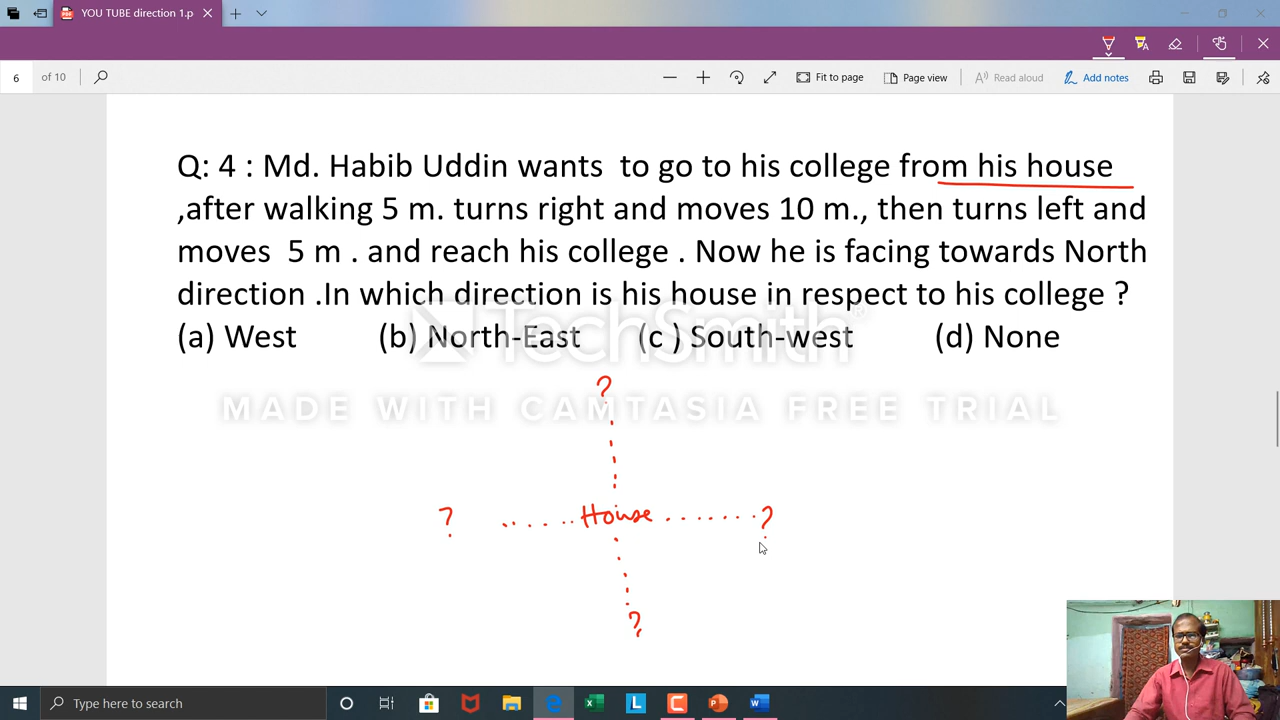 YOU TUBE direction 1.p
6 of 10
Fit to page
Page view
Read aloud
Add notes
Q: 4 : Md. Habib Uddin wants to go to his college from his house
,after walking 5 m. turns right and moves 10 m., then turns left and
moves 5 m . and reach his college . Now he is facing towards North
direction .In which direction is his house in respect to his college ?
(a) West (b) North-East (c ) South-west (d) None
TechSmith®
MADE WITH CAMTASIA FREE TRIAL
?
? House ?
?
Type here to search